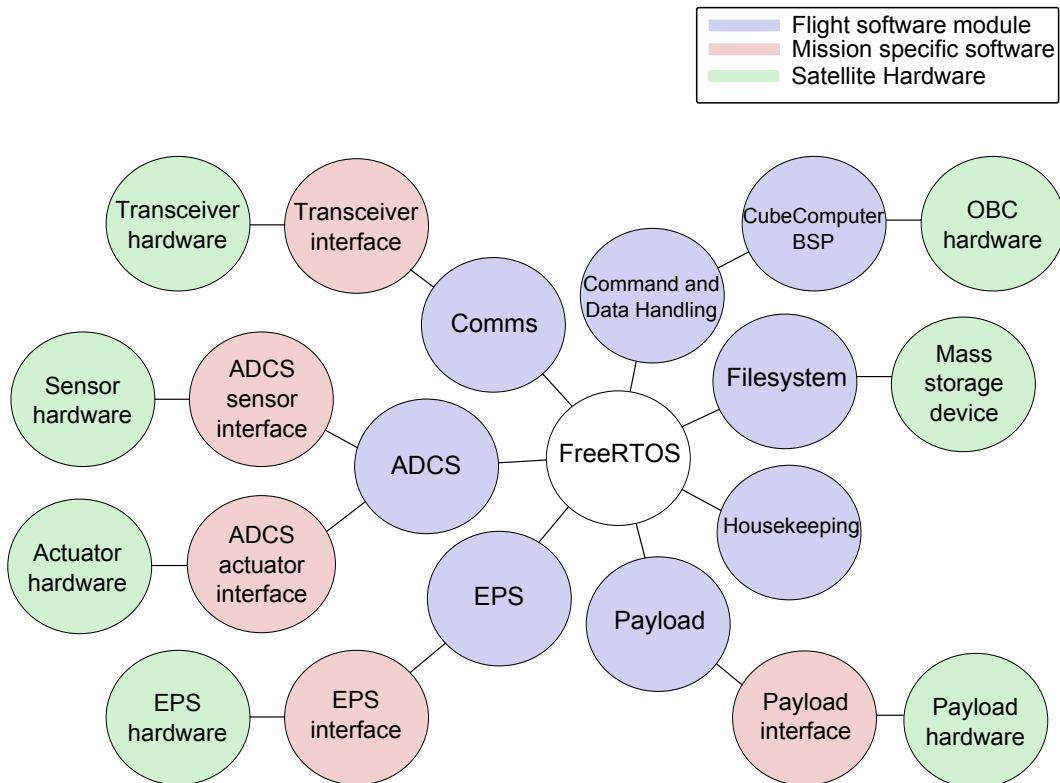 Flight software module
Mission specific software
Satellite Hardware
Transceiver
hardware
Transceiver
interface
CubeComputer
BSP
OBC
hardware
Command and
Data Handling
Comms
Filesystem
Mass
storage
device
Sensor
hardware
ADCS
sensor
interface
ADCS
FreeRTOS
Housekeeping
Actuator
hardware
ADCS
actuator
interface
EPS
Payload
EPS
hardware
EPS
interface
Payload
interface
Payload
hardware